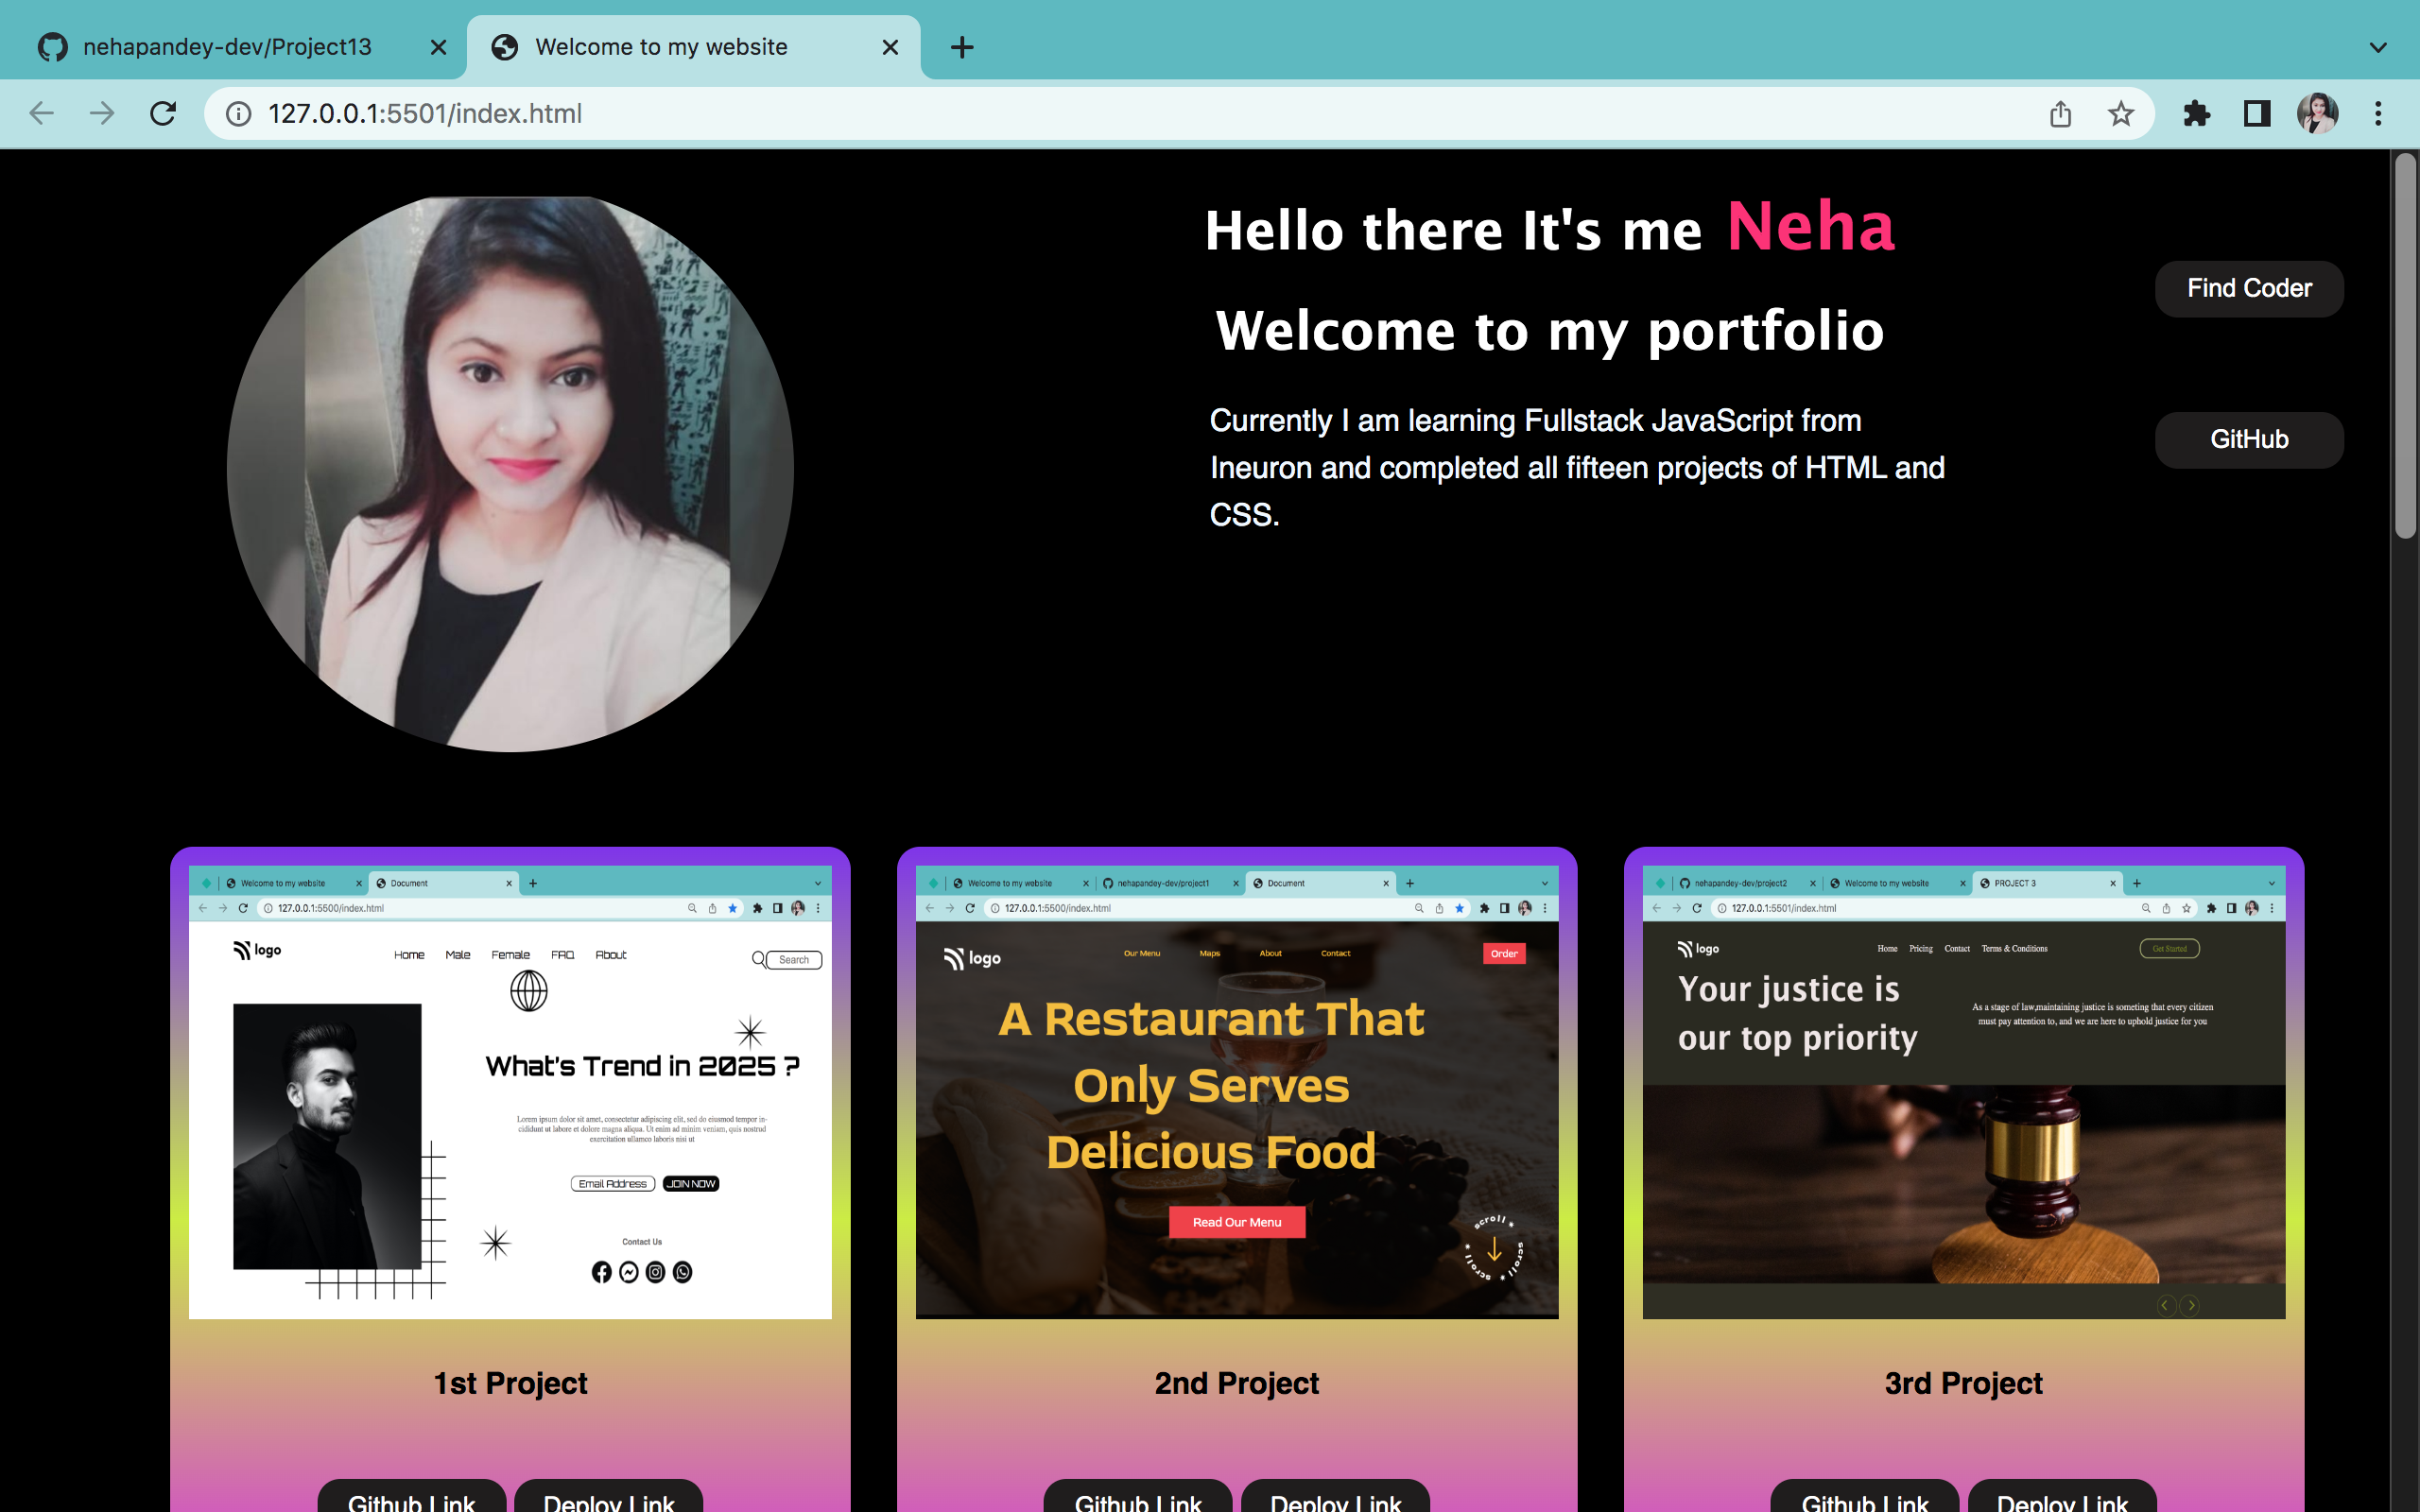 nehapandey-dev/Project13
Welcome to my website
127.0.0.1:5501/index.html
Hello there It's me Neha
Welcome to my portfolio
Currently I am learning Fullstack JavaScript from
Ineuron and completed all fifteen projects of HTML and
CSS.
Find Coder
GitHub
Welcome to my website
Document
127.0.0.1:5500/index.html
logo
Home Male Female FAQ About
Search
What's Trend in 2025 ?
Lorem ipsum dolor sit amet, consectetur adipiscing elit, sed do eiusmod tempor in-
cididunt ut labore et dolore magna aliqua. Ut enim ad minim veniam, quis nostrud
exercitation ullamco laboris nisi ut
Email Address JOIN NOW
Contact Us
1st Project
Github Link Deploy Link
Welcome to my website
nehapandey-dev/project1
Document
127.0.0.1:5500/index.html
logo
Our Menu Maps About Contact
Order
A Restaurant That
Only Serves
Delicious Food
Read Our Menu
scroll * scroll * scroll *
2nd Project
Github Link Deploy Link
nehapandey-dev/project2
Welcome to my website
PROJECT 3
127.0.0.1:5501/index.html
logo
Home Pricing Contact Terms & Conditions
Get Started
Your justice is
our top priority
As a stage of law,maintaining justice is someting that every citizen
must pay attention to, and we are here to uphold justice for you
3rd Project
Github Link Deploy Link